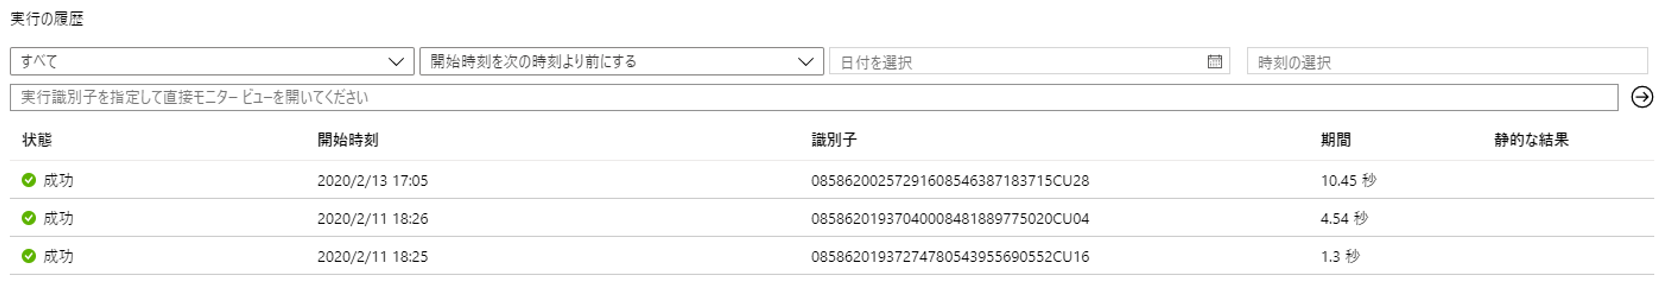 実行の履歴
すべて 開始時刻を次の時刻より前にする 日付を選択 時刻の選択
実行識別子を指定して直接モニター ビューを開いてください
状態 開始時刻 識別子 期間 静的な結果
成功 2020/2/13 17:05 08586200257291608546387183715CU28 10.45 秒
成功 2020/2/11 18:26 08586201937040008481889775020CU04 4.54 秒
成功 2020/2/11 18:25 08586201937274780543955690552CU16 1.3 秒